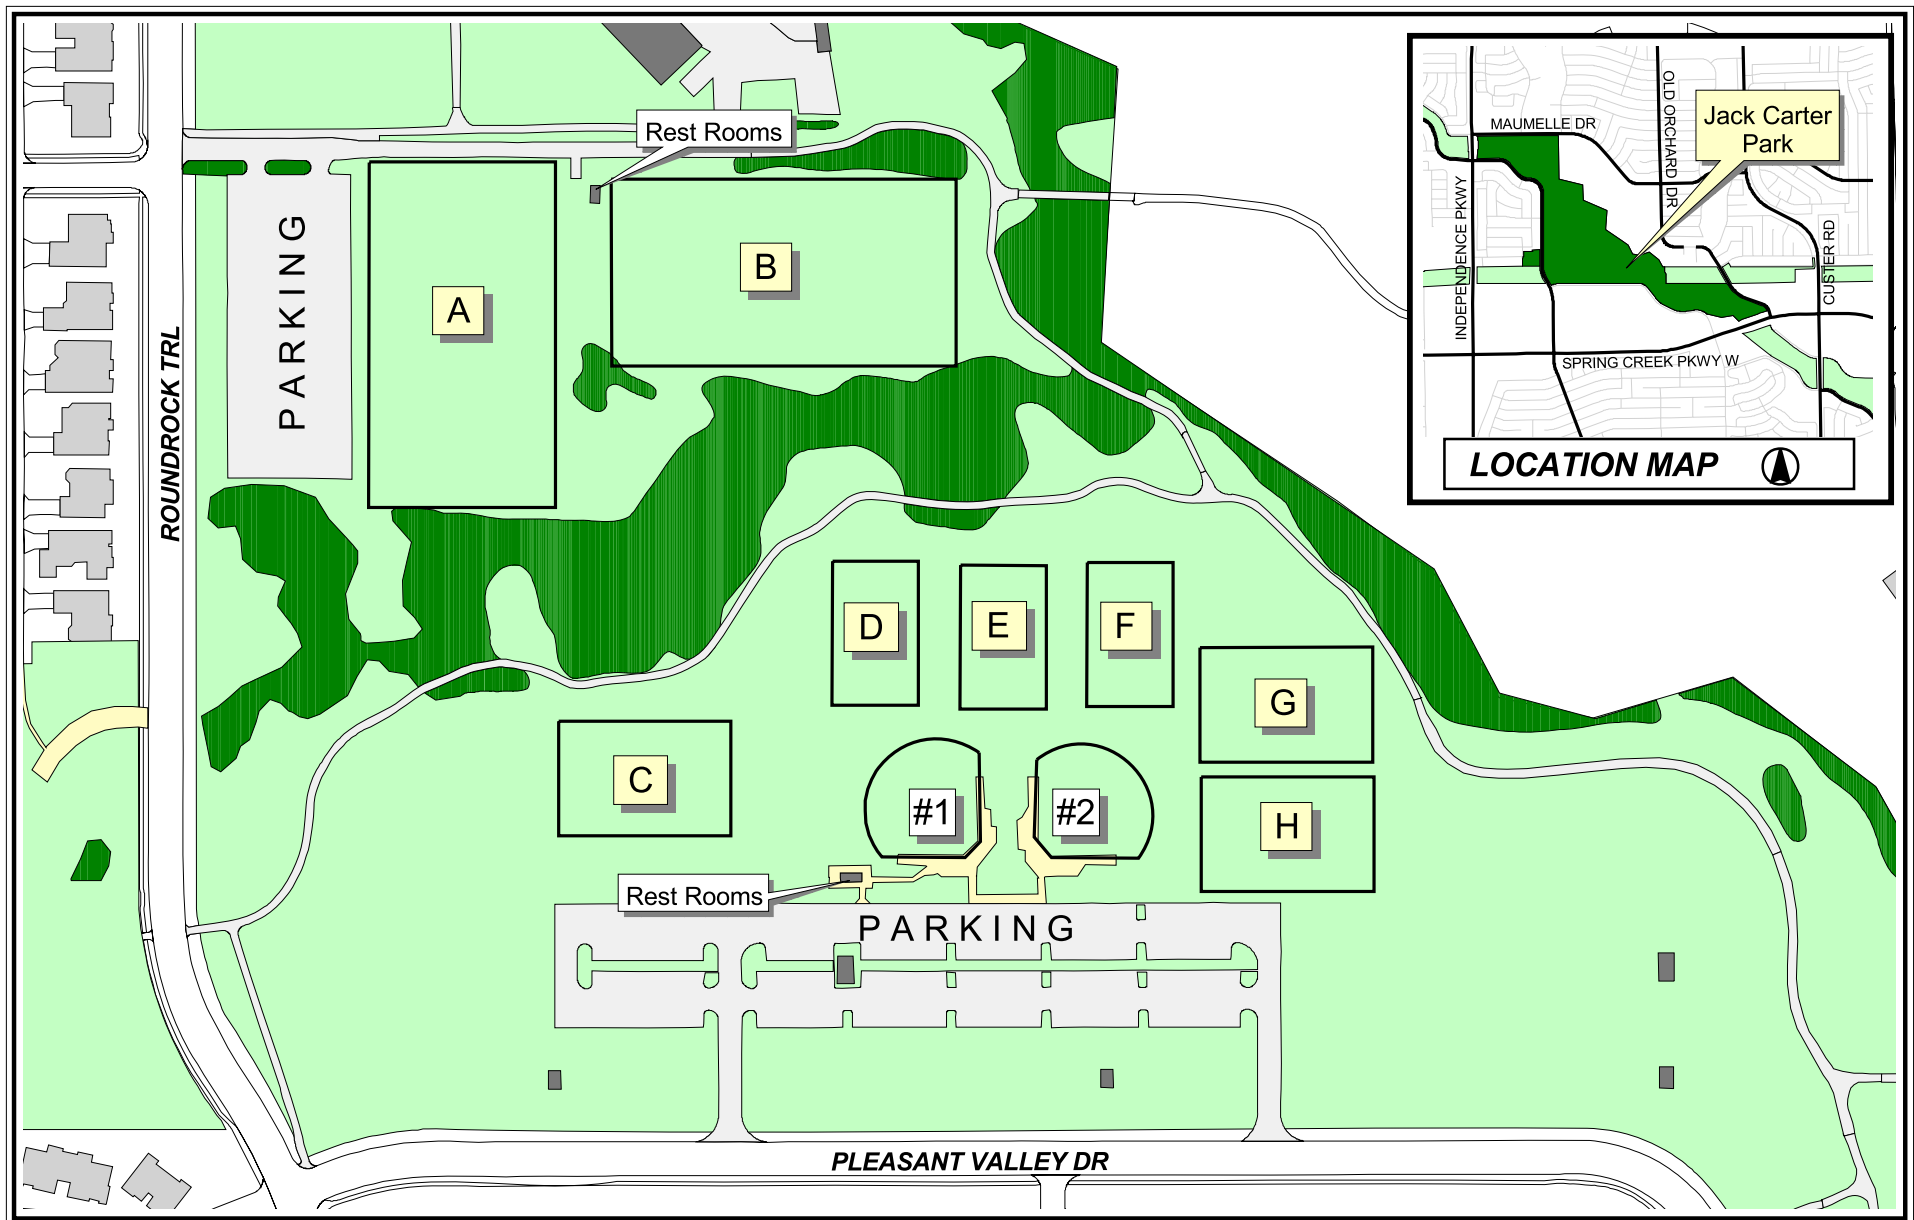 Rest Rooms
PARKING
A
B
ROUNDROCK TRL
D
E
F
G
C
#1
#2
H
Rest Rooms
PARKING
PLEASANT VALLEY DR
MAUMELLE DR
OLD ORCHARD DR
Jack Carter
Park
INDEPENDENCE PKWY
CUSTER RD
SPRING CREEK PKWY W
LOCATION MAP